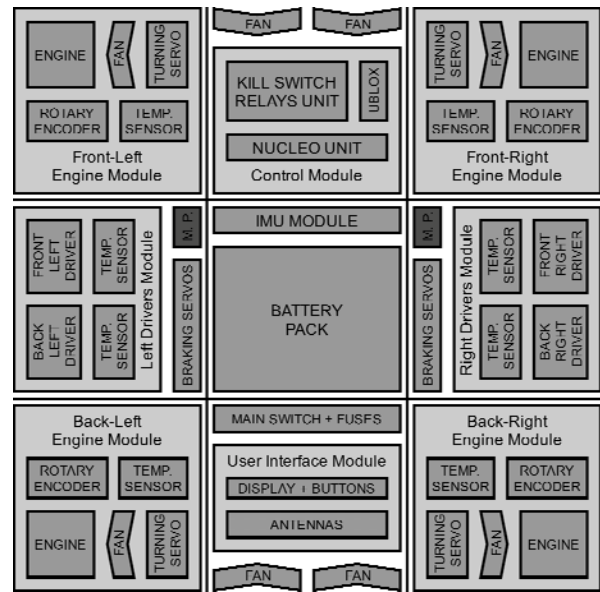 FAN
FAN
ENGINE
FAN
TURNING
SERVO
ROTARY
ENCODER
TEMP.
SENSOR
Front-Left
Engine Module
KILL SWITCH
RELAYS UNIT
UBLOX
NUCLEO UNIT
Control Module
TURNING
SERVO
FAN
ENGINE
TEMP.
SENSOR
ROTARY
ENCODER
Front-Right
Engine Module
FRONT
LEFT
DRIVER
TEMP.
SENSOR
BACK
LEFT
DRIVER
TEMP.
SENSOR
Left Drivers Module
M. P.
BRAKING SERVOS
IMU MODULE
BATTERY
PACK
M. P.
BRAKING SERVOS
Right Drivers Module
TEMP.
SENSOR
FRONT
RIGHT
DRIVER
TEMP.
SENSOR
BACK
RIGHT
DRIVER
Back-Left
Engine Module
ROTARY
ENCODER
TEMP.
SENSOR
ENGINE
FAN
TURNING
SERVO
MAIN SWITCH + FUSES
User Interface Module
DISPLAY + BUTTONS
ANTENNAS
FAN
FAN
Back-Right
Engine Module
TEMP.
SENSOR
ROTARY
ENCODER
TURNING
SERVO
FAN
ENGINE